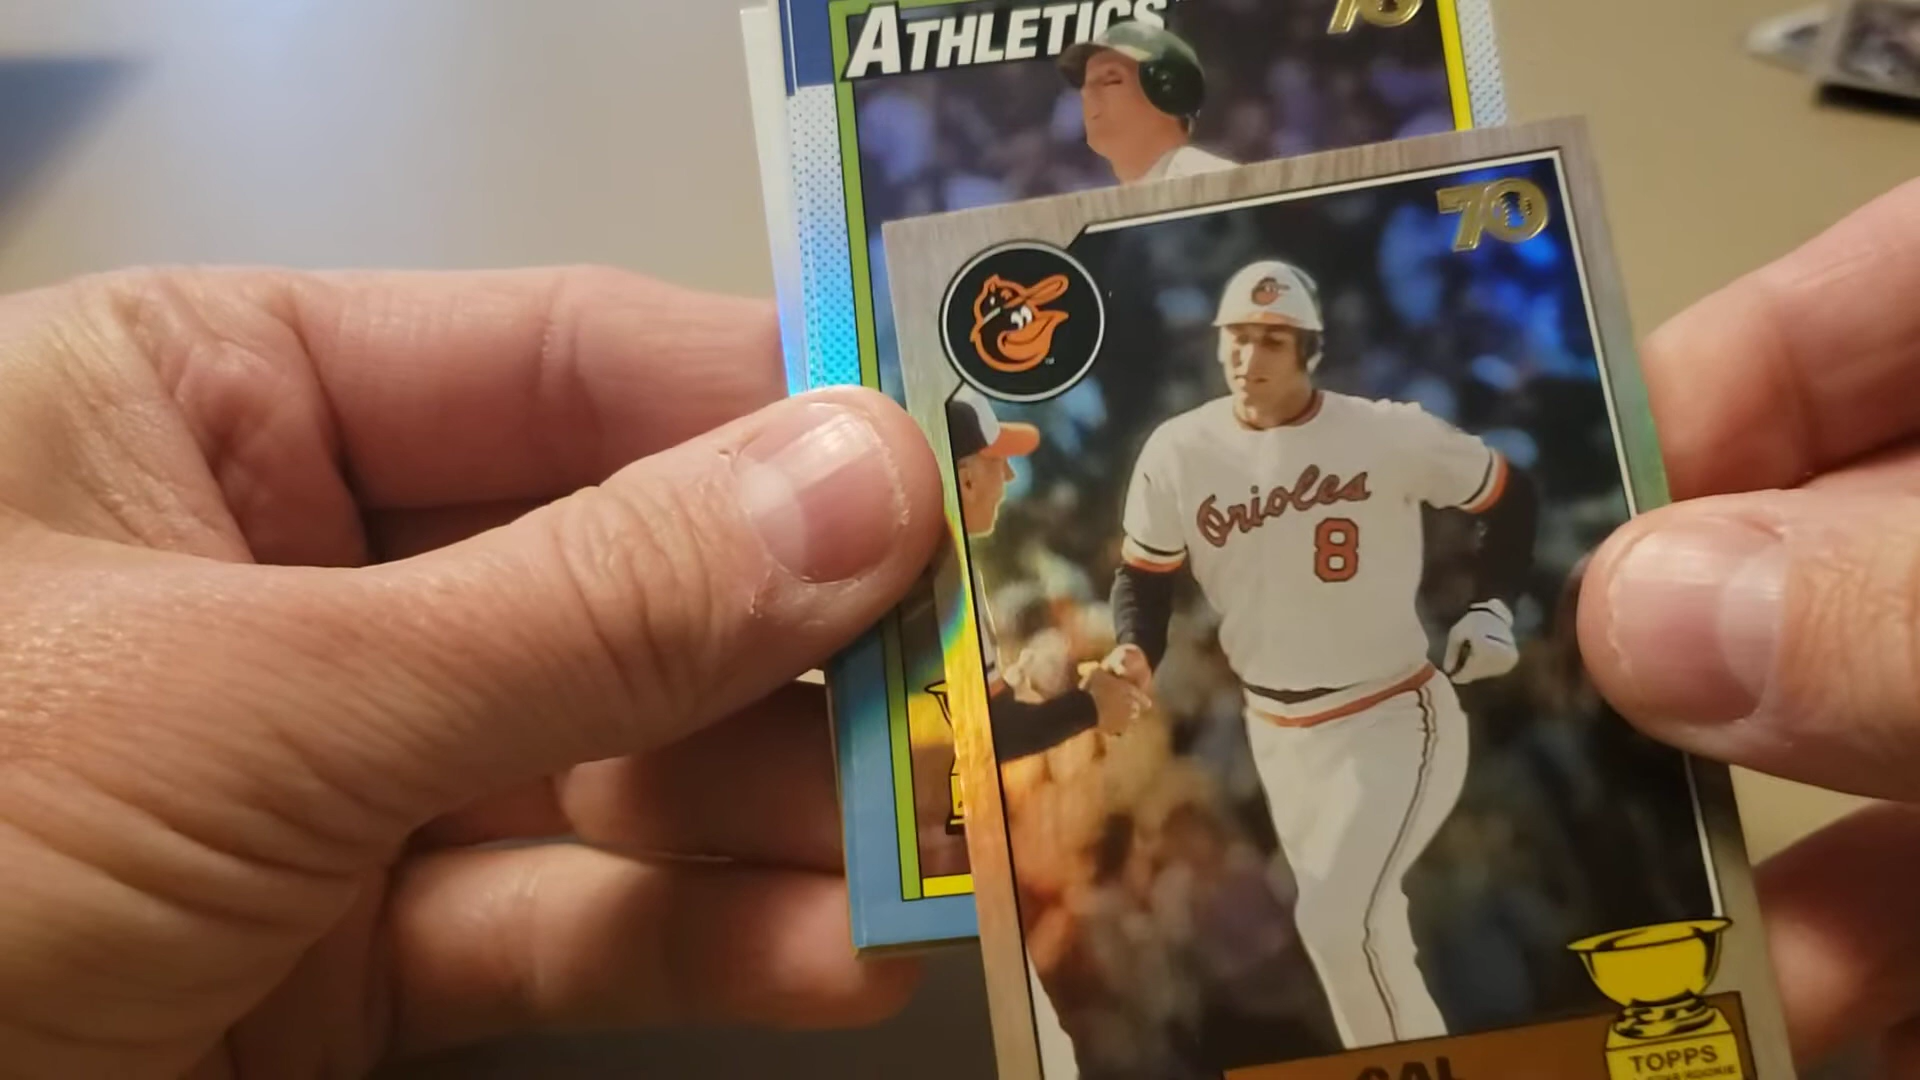 ATHLETICS
70
70
Orioles
8
CAL
TOPPS